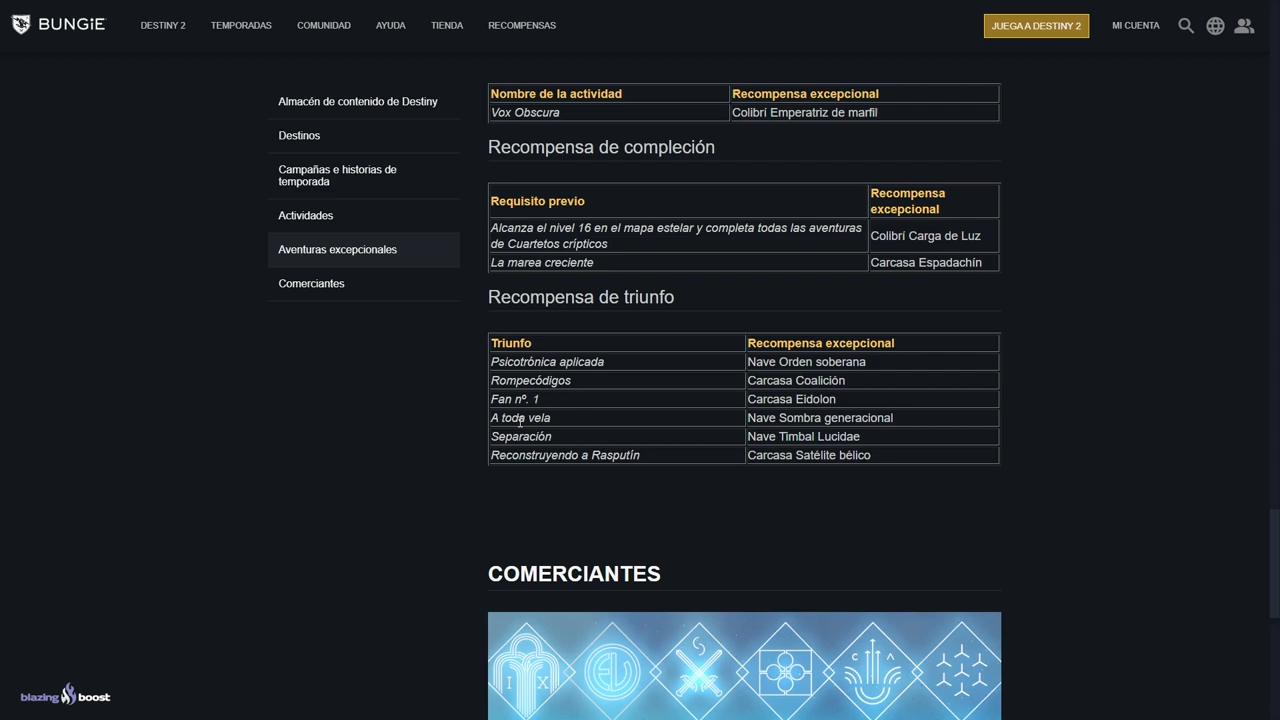 BUNGiE
DESTINY 2
TEMPORADAS
COMUNIDAD
AYUDA
TIENDA
RECOMPENSAS
JUEGA A DESTINY 2
MI CUENTA
Almacén de contenido de Destiny
Destinos
Campañas e historias de
temporada
Actividades
Aventuras excepcionales
Comerciantes
Nombre de la actividad
Recompensa excepcional
Vox Obscura
Colibrí Emperatriz de marfil
Recompensa de compleción
Requisito previo
Recompensa
excepcional
Alcanza el nivel 16 en el mapa estelar y completa todas las aventuras
de Cuartetos crípticos
Colibrí Carga de Luz
La marea creciente
Carcasa Espadachín
Recompensa de triunfo
Triunfo
Recompensa excepcional
Psicotrónica aplicada
Nave Orden soberana
Rompecódigos
Carcasa Coalición
Fan nº. 1
Carcasa Eidolon
A toda vela
Nave Sombra generacional
Separación
Nave Timbal Lucidae
Reconstruyendo a Rasputín
Carcasa Satélite bélico
COMERCIANTES
I X
C A
blazing boost